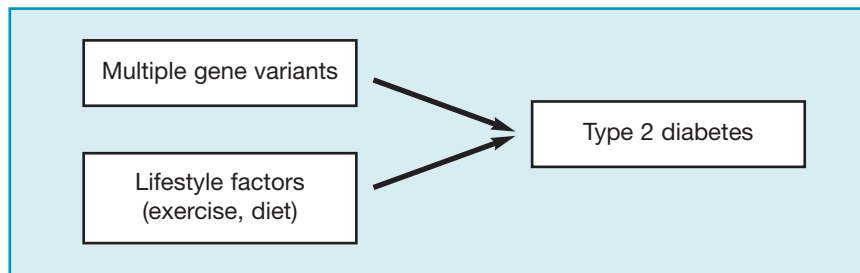 Multiple gene variants
Type 2 diabetes
Lifestyle factors
(exercise, diet)